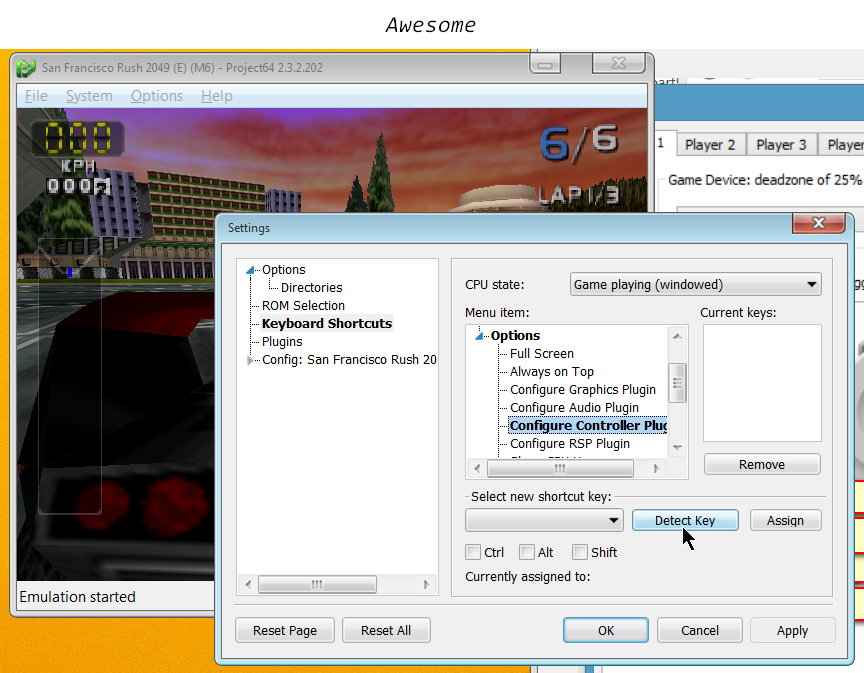 Awesome
San Francisco Rush 2049 (E) (M6) - Project64 2.3.2.202
File System Options Help
000
KPH
6/6
LAP 1/3
1 Player 2 Player 3 Player
Game Device: deadzone of 25%
Settings
Options
Directories
ROM Selection
Keyboard Shortcuts
Plugins
Config: San Francisco Rush 20
CPU state: Game playing (windowed)
Menu item: Current keys:
Options
Full Screen
Always on Top
Configure Graphics Plugin
Configure Audio Plugin
Configure Controller Plug
Configure RSP Plugin
Remove
Select new shortcut key:
Detect Key Assign
Ctrl Alt Shift
Currently assigned to:
Emulation started
Reset Page Reset All OK Cancel Apply